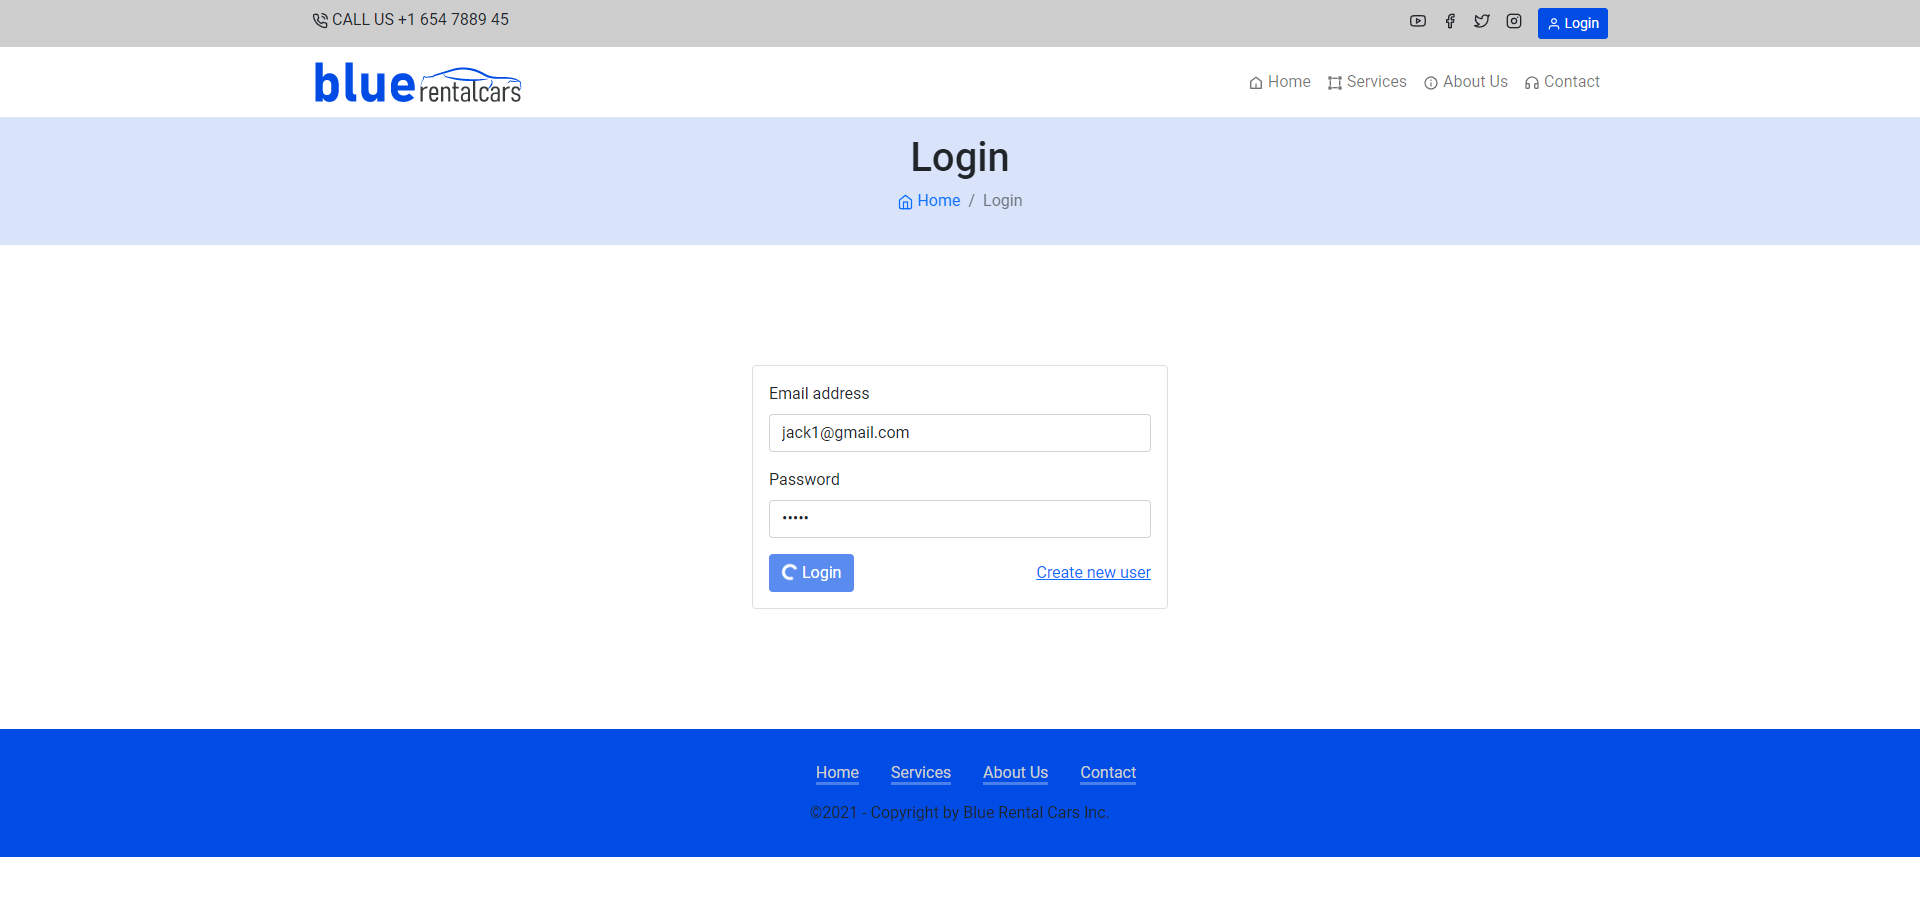 CALL US +1 654 7889 45
Login
blue rentalcars
Home Services About Us Contact
Login
Home / Login
Email address
jack1@gmail.com
Password
•••••
Login Create new user
Home Services About Us Contact
©2021 - Copyright by Blue Rental Cars Inc.